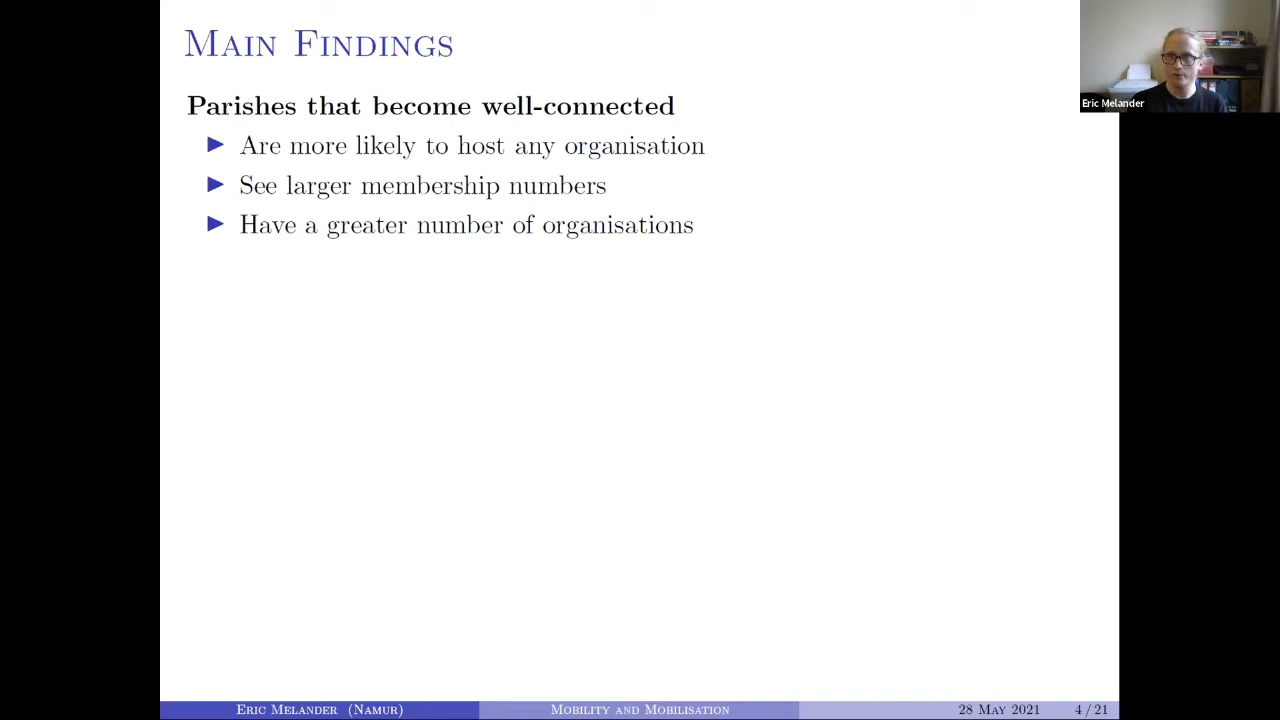 Main Findings
Parishes that become well-connected
Are more likely to host any organisation
See larger membership numbers
Have a greater number of organisations
Eric Melander
Eric Melander (Namur)
Mobility and Mobilisation
28 May 2021
4 / 21